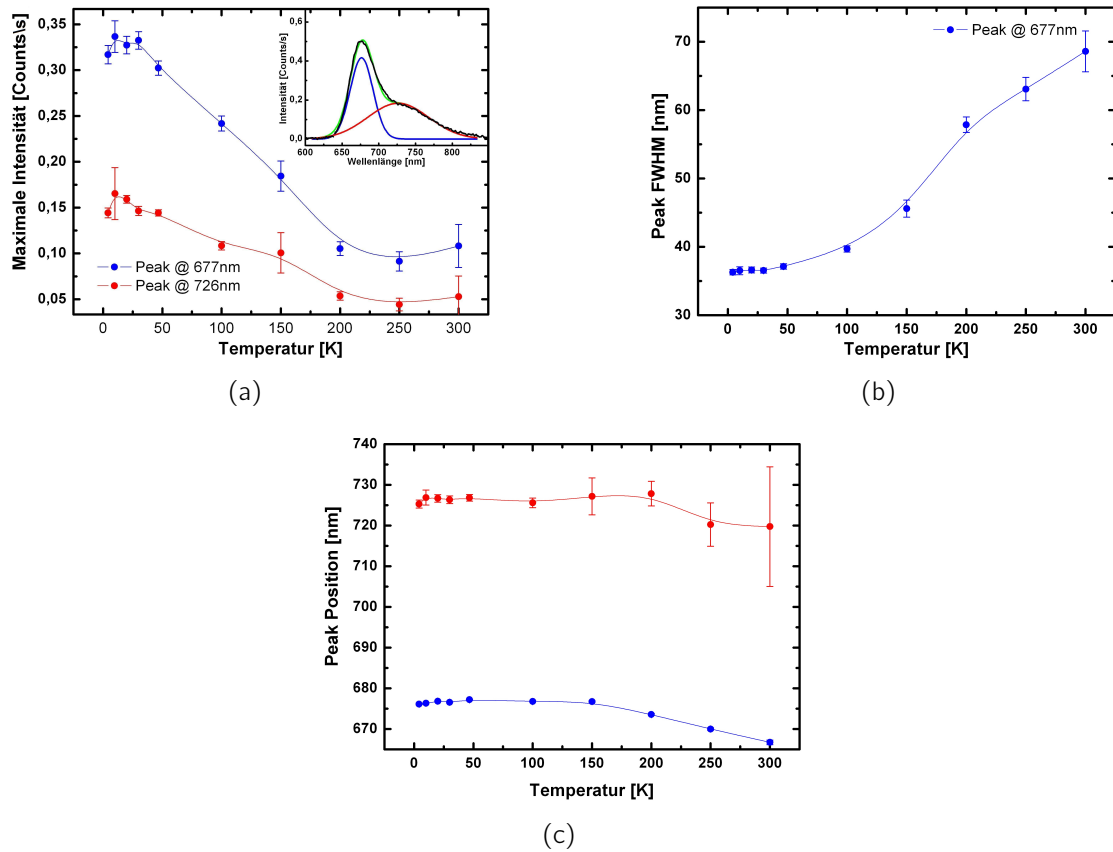 Maximale Intensität [Counts\s]
0,35
0,30
0,25
0,20
0,15
0,10
0,05
0 50 100 150 200 250 300
Temperatur [K]
Peak @ 677nm
Peak @ 726nm
Intensität [Counts/s]
0,6
0,4
0,2
0,0
600 650 700 750 800
Wellenlänge [nm]
(a)
Peak FWHM [nm]
70
60
50
40
30
0 50 100 150 200 250 300
Temperatur [K]
Peak @ 677nm
(b)
Peak Position [nm]
740
730
720
710
700
690
680
670
0 50 100 150 200 250 300
Temperatur [K]
(c)